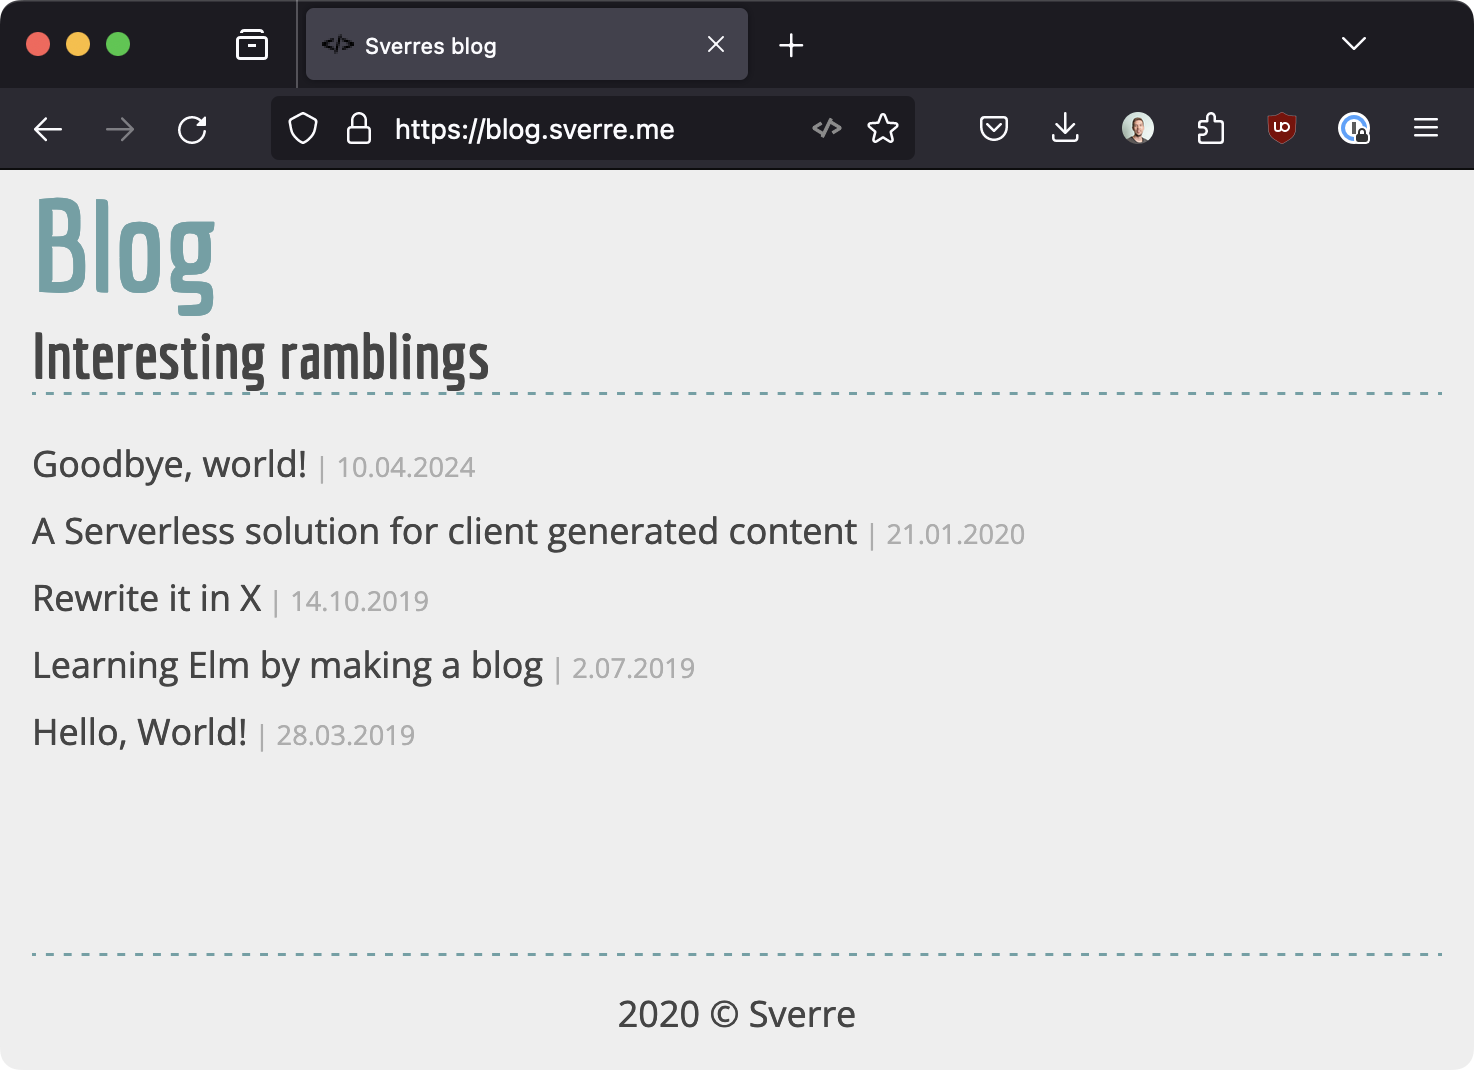 </> Sverres blog
https://blog.sverre.me </>
Blog
Interesting ramblings
Goodbye, world! | 10.04.2024
A Serverless solution for client generated content | 21.01.2020
Rewrite it in X | 14.10.2019
Learning Elm by making a blog | 2.07.2019
Hello, World! | 28.03.2019
2020 © Sverre